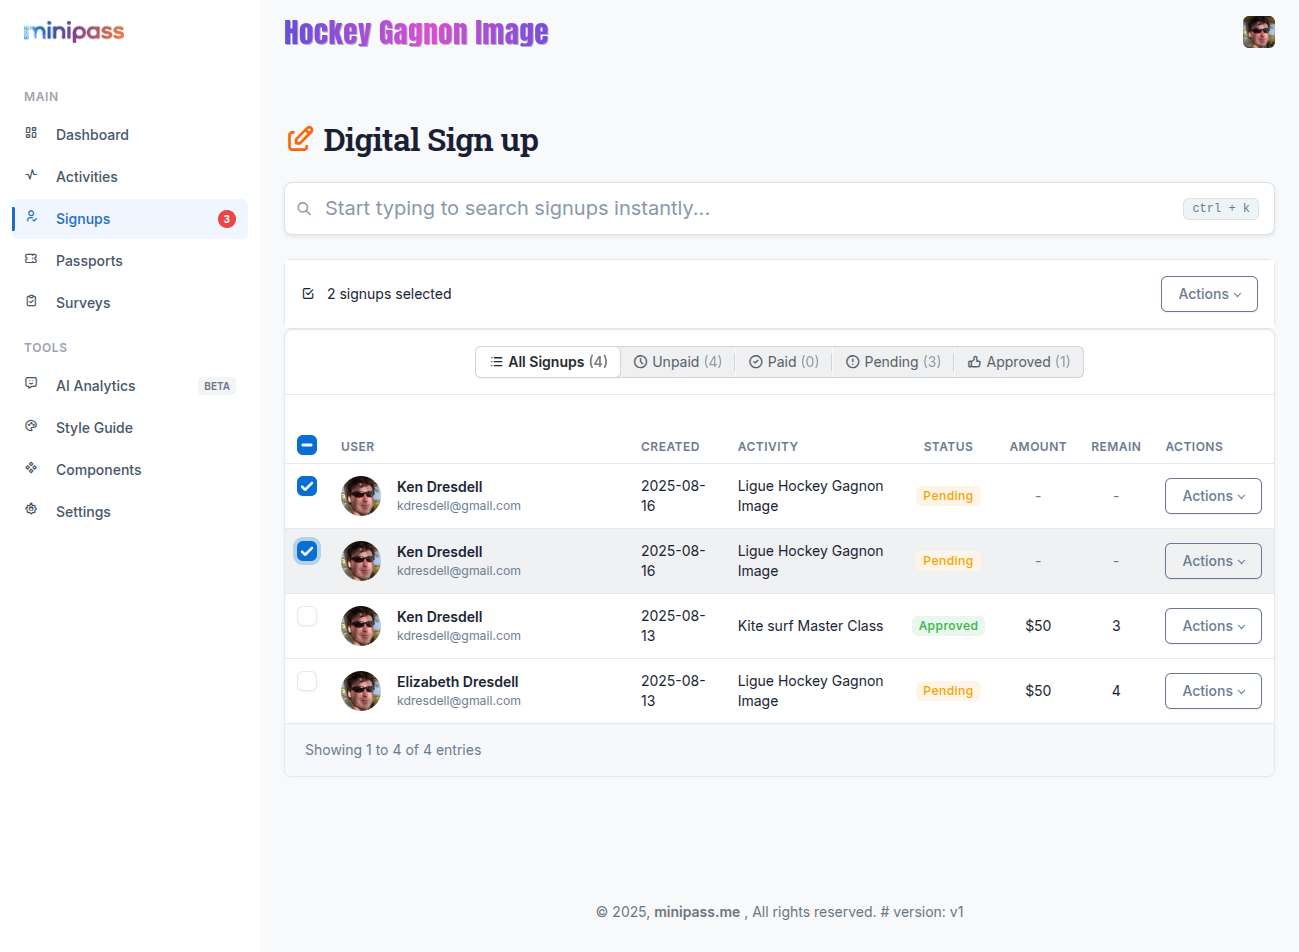 minipass
Hockey Gagnon Image
MAIN
Dashboard
Activities
Signups 3
Passports
Surveys
TOOLS
AI Analytics BETA
Style Guide
Components
Settings
Digital Sign up
Start typing to search signups instantly... ctrl + k
2 signups selected Actions
All Signups (4) Unpaid (4) Paid (0) Pending (3) Approved (1)
USER CREATED ACTIVITY STATUS AMOUNT REMAIN ACTIONS
Ken Dresdell 2025-08- Ligue Hockey Gagnon Pending - - Actions
kdresdell@gmail.com 16 Image
Ken Dresdell 2025-08- Ligue Hockey Gagnon Pending - - Actions
kdresdell@gmail.com 16 Image
Ken Dresdell 2025-08- Kite surf Master Class Approved $50 3 Actions
kdresdell@gmail.com 13
Elizabeth Dresdell 2025-08- Ligue Hockey Gagnon Pending $50 4 Actions
kdresdell@gmail.com 13 Image
Showing 1 to 4 of 4 entries
© 2025, minipass.me , All rights reserved. # version: v1